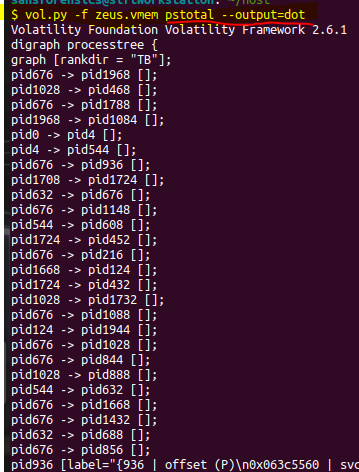 $ vol.py -f zeus.vmem pstotal --output=dot
Volatility Foundation Volatility Framework 2.6.1
digraph processtree {
graph [rankdir = "TB"];
pid676 -> pid1968 [];
pid1028 -> pid468 [];
pid676 -> pid1788 [];
pid1968 -> pid1084 [];
pid0 -> pid4 [];
pid4 -> pid544 [];
pid676 -> pid936 [];
pid1708 -> pid1724 [];
pid632 -> pid676 [];
pid676 -> pid1148 [];
pid544 -> pid608 [];
pid1724 -> pid452 [];
pid676 -> pid216 [];
pid1668 -> pid124 [];
pid1724 -> pid432 [];
pid1028 -> pid1732 [];
pid676 -> pid1088 [];
pid124 -> pid1944 [];
pid676 -> pid1028 [];
pid676 -> pid844 [];
pid1028 -> pid888 [];
pid544 -> pid632 [];
pid676 -> pid1668 [];
pid676 -> pid1432 [];
pid632 -> pid688 [];
pid676 -> pid856 [];
pid936 [label="{936 | offset (P)\n0x063c5560 | svc